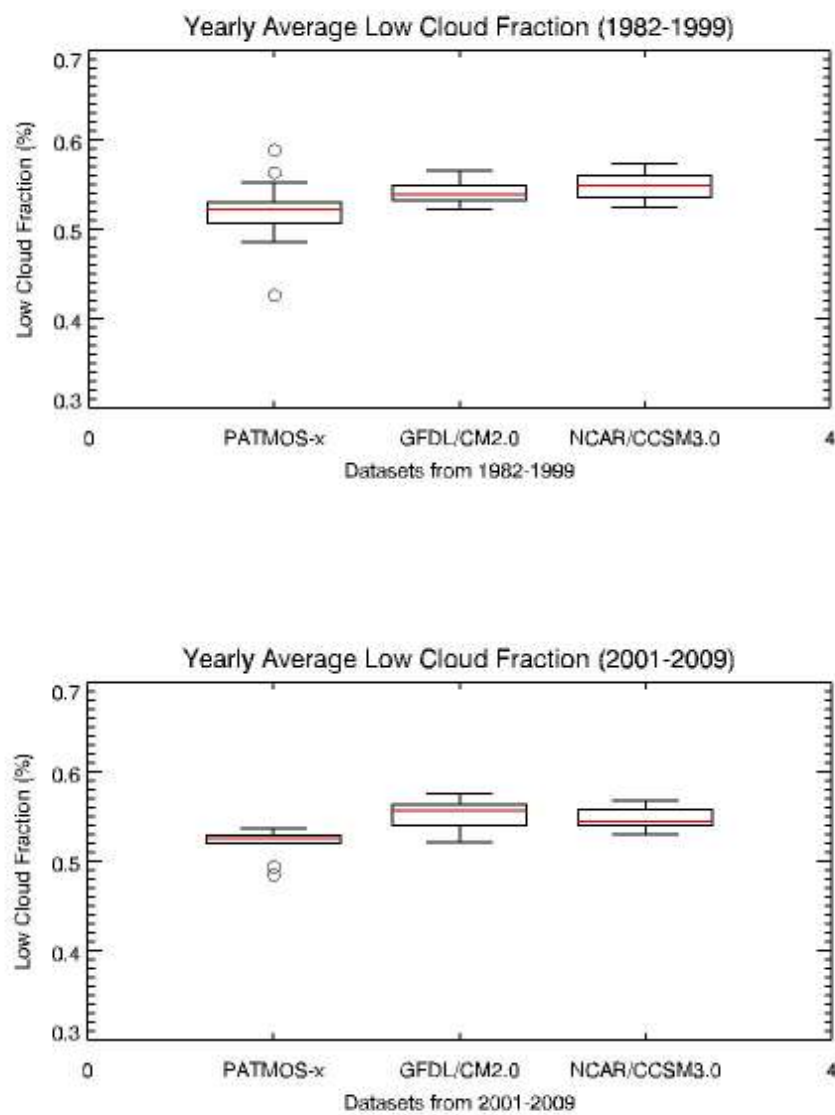 Yearly Average Low Cloud Fraction (1982-1999)
0.7
0.6
0.5
0.4
0.3
Low Cloud Fraction (%)
0 PATMOS-x GFDL/CM2.0 NCAR/CCSM3.0 4
Datasets from 1982-1999
Yearly Average Low Cloud Fraction (2001-2009)
0.7
0.6
0.5
0.4
0.3
Low Cloud Fraction (%)
0 PATMOS-x GFDL/CM2.0 NCAR/CCSM3.0 4
Datasets from 2001-2009